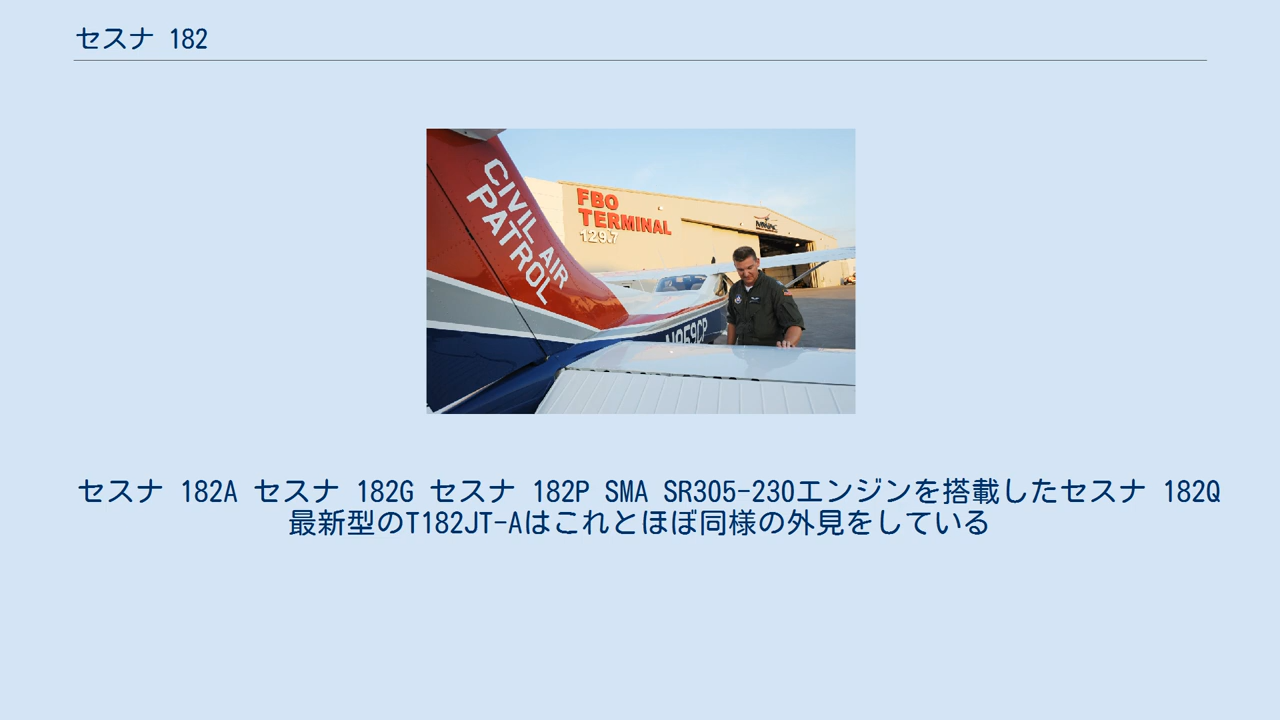 セスナ 182
CIVIL AIR
PATROL
FBO
TERMINAL
129.7
セスナ 182A セスナ 182G セスナ 182P SMA SR305-230エンジンを搭載したセスナ 182Q
最新型のT182JT-Aはこれとほぼ同様の外見をしている